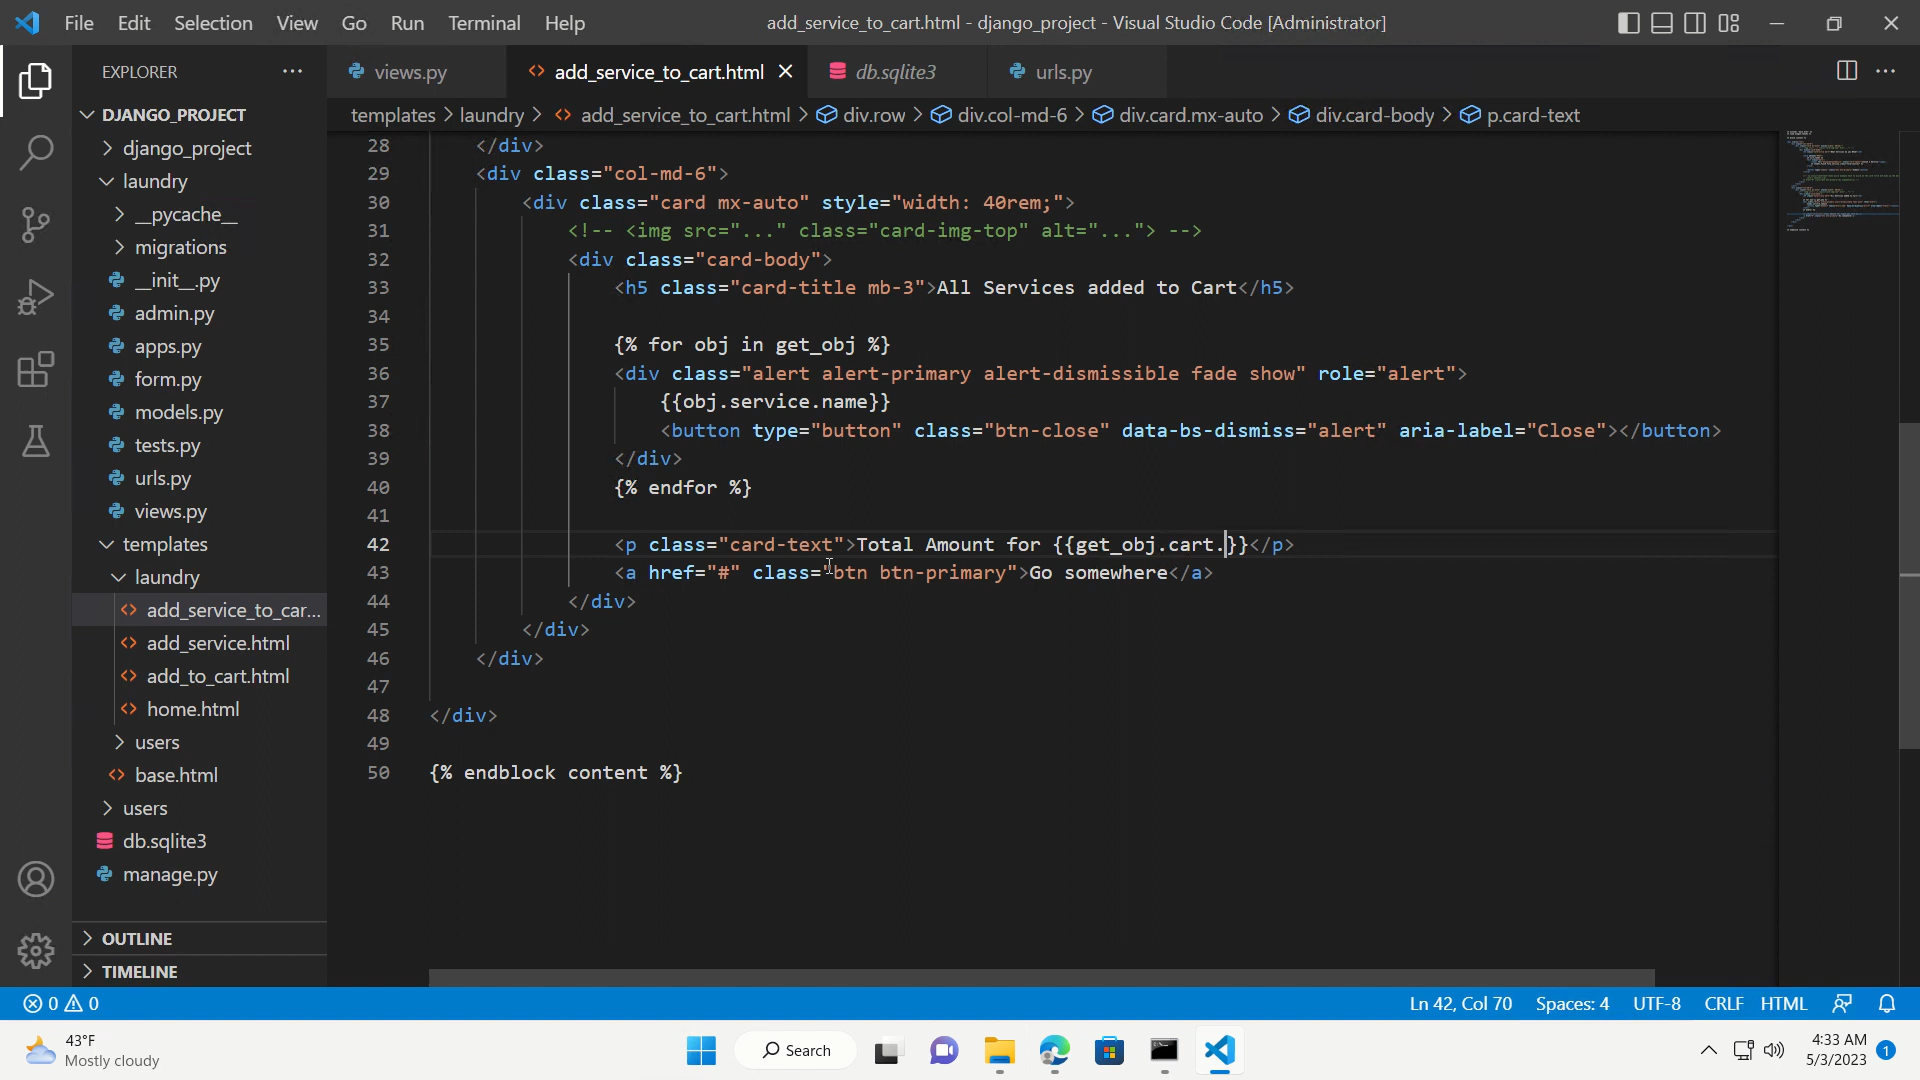 File Edit Selection View Go Run Terminal Help
add_service_to_cart.html - django_project - Visual Studio Code [Administrator]
EXPLORER
views.py
add_service_to_cart.html
db.sqlite3
urls.py
templates > laundry > add_service_to_cart.html > div.row > div.col-md-6 > div.card.mx-auto > div.card-body > p.card-text
DJANGO_PROJECT
django_project
laundry
__pycache__
migrations
__init__.py
admin.py
apps.py
form.py
models.py
tests.py
urls.py
views.py
templates
laundry
add_service_to_car...
add_service.html
add_to_cart.html
home.html
users
base.html
users
db.sqlite3
manage.py
OUTLINE
TIMELINE
28 </div>
29 <div class="col-md-6">
30 <div class="card mx-auto" style="width: 40rem;">
31 <!-- <img src="..." class="card-img-top" alt="..."> -->
32 <div class="card-body">
33 <h5 class="card-title mb-3">All Services added to Cart</h5>
34
35 {% for obj in get_obj %}
36 <div class="alert alert-primary alert-dismissible fade show" role="alert">
37 {{obj.service.name}}
38 <button type="button" class="btn-close" data-bs-dismiss="alert" aria-label="Close"></button>
39 </div>
40 {% endfor %}
41
42 <p class="card-text">Total Amount for {{get_obj.cart.}}</p>
43 <a href="#" class="btn btn-primary">Go somewhere</a>
44 </div>
45 </div>
46 </div>
47
48 </div>
49
50 {% endblock content %}
0 0
Ln 42, Col 70 Spaces: 4 UTF-8 CRLF HTML
43°F
Mostly cloudy
Search
4:33 AM
5/3/2023
1